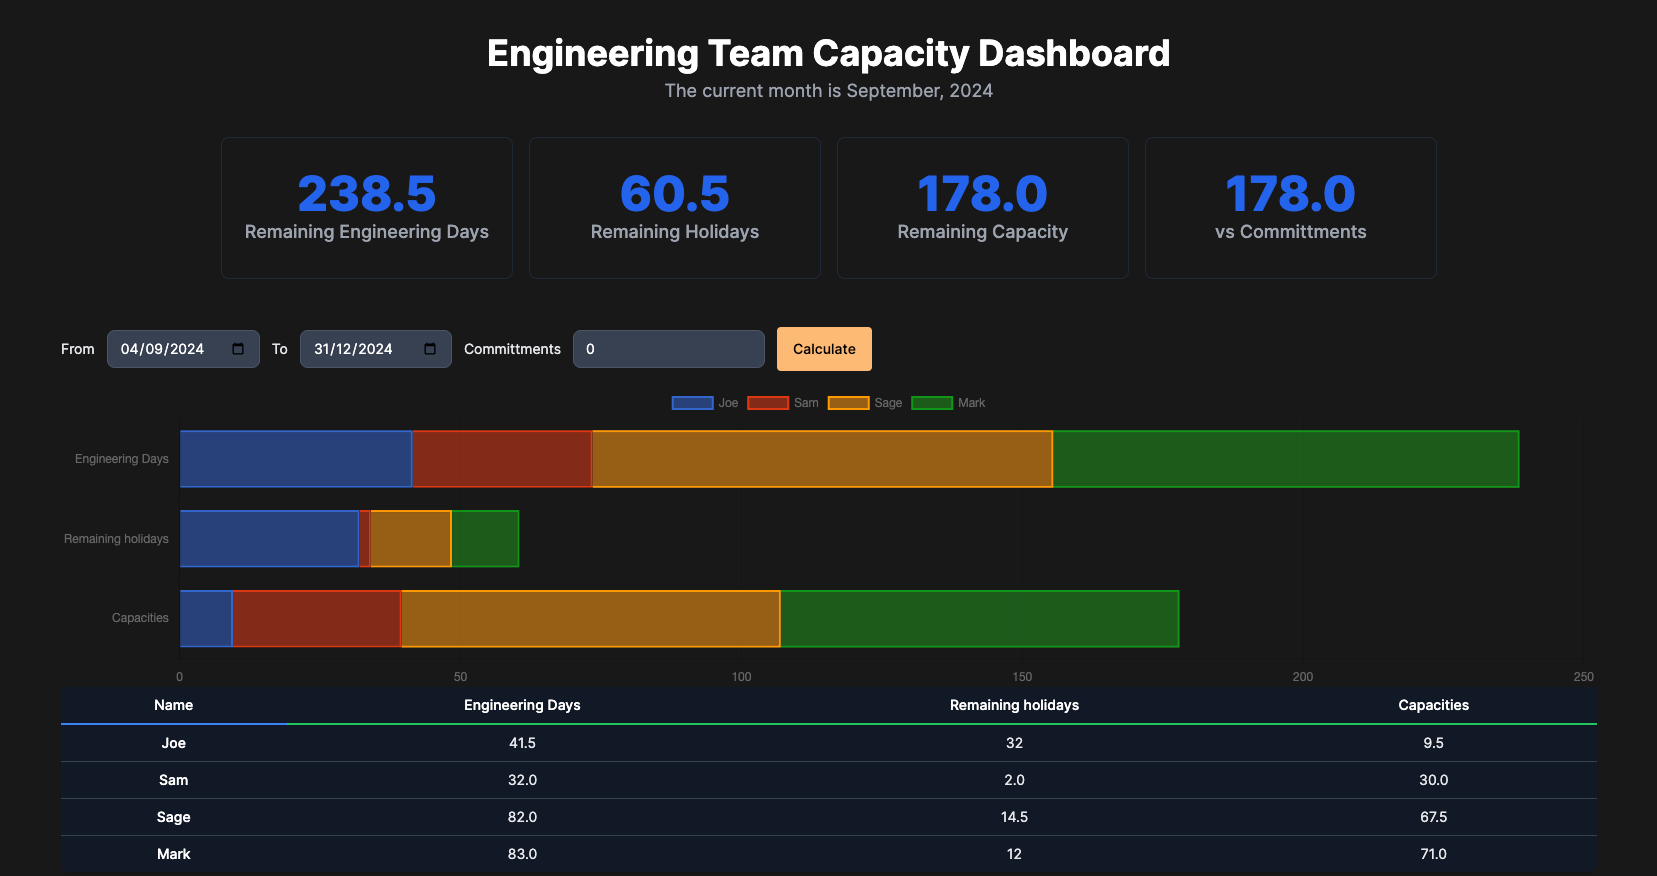 Engineering Team Capacity Dashboard
The current month is September, 2024
238.5 60.5 178.0 178.0
Remaining Engineering Days Remaining Holidays Remaining Capacity vs Committments
From 04/09/2024 To 31/12/2024 Committments 0 Calculate
Joe Sam Sage Mark
Engineering Days
Remaining holidays
Capacities
0 50 100 150 200 250
Name Engineering Days Remaining holidays Capacities
Joe 41.5 32 9.5
Sam 32.0 2.0 30.0
Sage 82.0 14.5 67.5
Mark 83.0 12 71.0